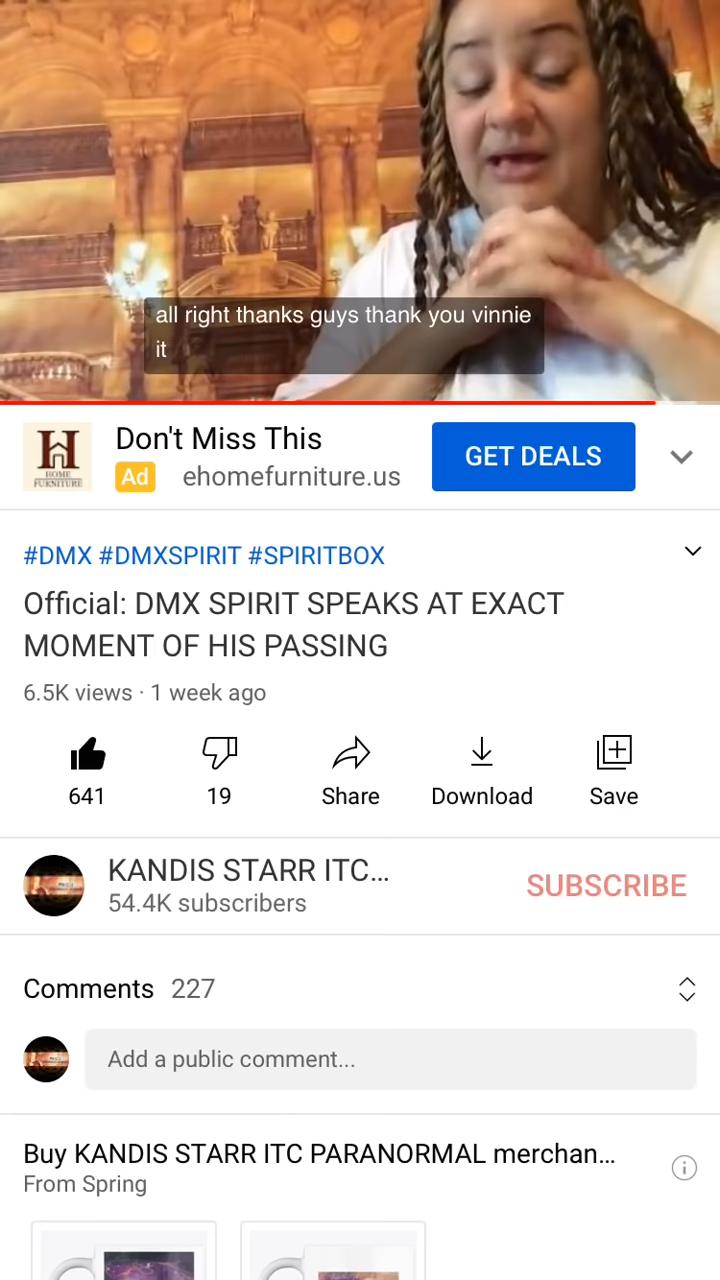 all right thanks guys thank you vinnie
it
Don't Miss This
GET DEALS
H
HOME
FURNITURE
Ad ehomefurniture.us
#DMX #DMXSPIRIT #SPIRITBOX
Official: DMX SPIRIT SPEAKS AT EXACT
MOMENT OF HIS PASSING
6.5K views · 1 week ago
641
19
Share
Download
Save
KANDIS STARR ITC...
54.4K subscribers
SUBSCRIBE
Comments 227
Add a public comment...
Buy KANDIS STARR ITC PARANORMAL merchan...
From Spring